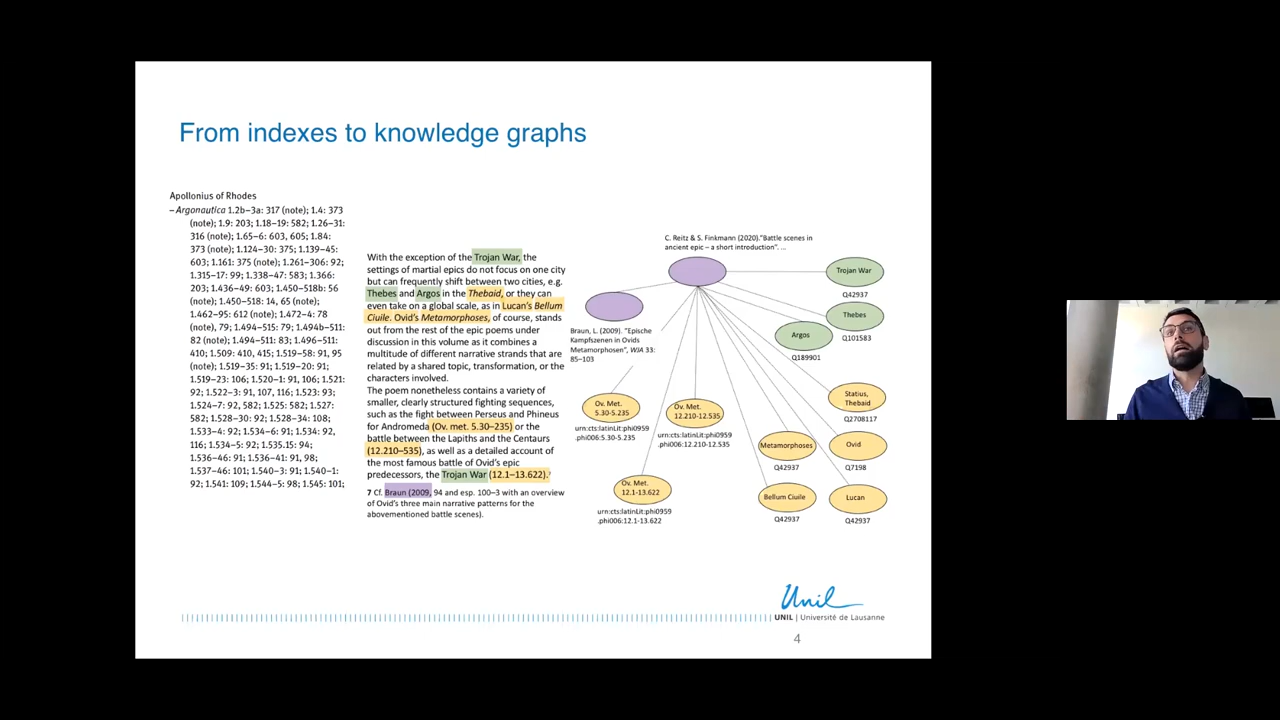 From indexes to knowledge graphs
Apollonius of Rhodes
– Argonautica 1.2b–3a: 317 (note); 1.4: 373
(note); 1.9: 203; 1.18–19: 582; 1.26–31:
316 (note); 1.65–6: 603, 605; 1.84:
373 (note); 1.124–30: 375; 1.139–45:
603; 1.161: 375 (note); 1.261–306: 92;
1.315–17: 99; 1.338–47: 583; 1.366:
203; 1.436–49: 603; 1.450–518b: 56
(note); 1.450–518: 14, 65 (note);
1.462–95: 612 (note); 1.472–4: 78
(note), 79; 1.494–515: 79; 1.494b–511:
82 (note); 1.494–511: 83; 1.496–511:
410; 1.509: 410, 415; 1.519–58: 91, 95
(note); 1.519–35: 91; 1.519–20: 91;
1.519–23: 106; 1.520–1: 91, 106; 1.521:
92; 1.522–3: 91, 107, 116; 1.523: 93;
1.524–7: 92, 582; 1.525: 582; 1.527:
582; 1.528–30: 92; 1.528–34: 108;
1.533–4: 92; 1.534–6: 91; 1.534: 92,
116; 1.534–5: 92; 1.535.15: 94;
1.536–46: 91; 1.536–41: 91, 98;
1.537–46: 101; 1.540–3: 91; 1.540–1:
92; 1.541: 109; 1.544–5: 98; 1.545: 101;
With the exception of the Trojan War, the
settings of martial epics do not focus on one city
but can frequently shift between two cities, e.g.
Thebes and Argos in the Thebaid, or they can
even take on a global scale, as in Lucan's Bellum
Ciuile. Ovid's Metamorphoses, of course, stands
out from the rest of the epic poems under
discussion in this volume as it combines a
multitude of different narrative strands that are
related by a shared topic, transformation, or the
characters involved.
The poem nonetheless contains a variety of
smaller, clearly structured fighting sequences,
such as the fight between Perseus and Phineus
for Andromeda (Ov. met. 5.30–235) or the
battle between the Lapiths and the Centaurs
(12.210–535), as well as a detailed account of
the most famous battle of Ovid's epic
predecessors, the Trojan War (12.1–13.622).⁷
7 Cf. Braun (2009, 94 and esp. 100–3 with an overview
of Ovid's three main narrative patterns for the
abovementioned battle scenes).
C. Reitz & S. Finkmann (2020)."Battle scenes in
ancient epic – a short introduction". ...
Braun, L. (2009). "Epische
Kampfszenen in Ovids
Metamorphosen", WJA 33:
85–103
Trojan War
Q42937
Thebes
Q101583
Argos
Q189901
Ov. Met.
5.30-5.235
urn:cts:latinLit:phi0959
.phi006:5.30-5.235
Ov. Met.
12.210-12.535
urn:cts:latinLit:phi0959
.phi006:12.210-12.535
Statius,
Thebaid
Q2708117
Metamorphoses
Q42937
Ovid
Q7198
Ov. Met.
12.1-13.622
urn:cts:latinLit:phi0959
.phi006:12.1-13.622
Bellum Ciuile
Q42937
Lucan
Q42937
Unil
UNIL | Université de Lausanne
4